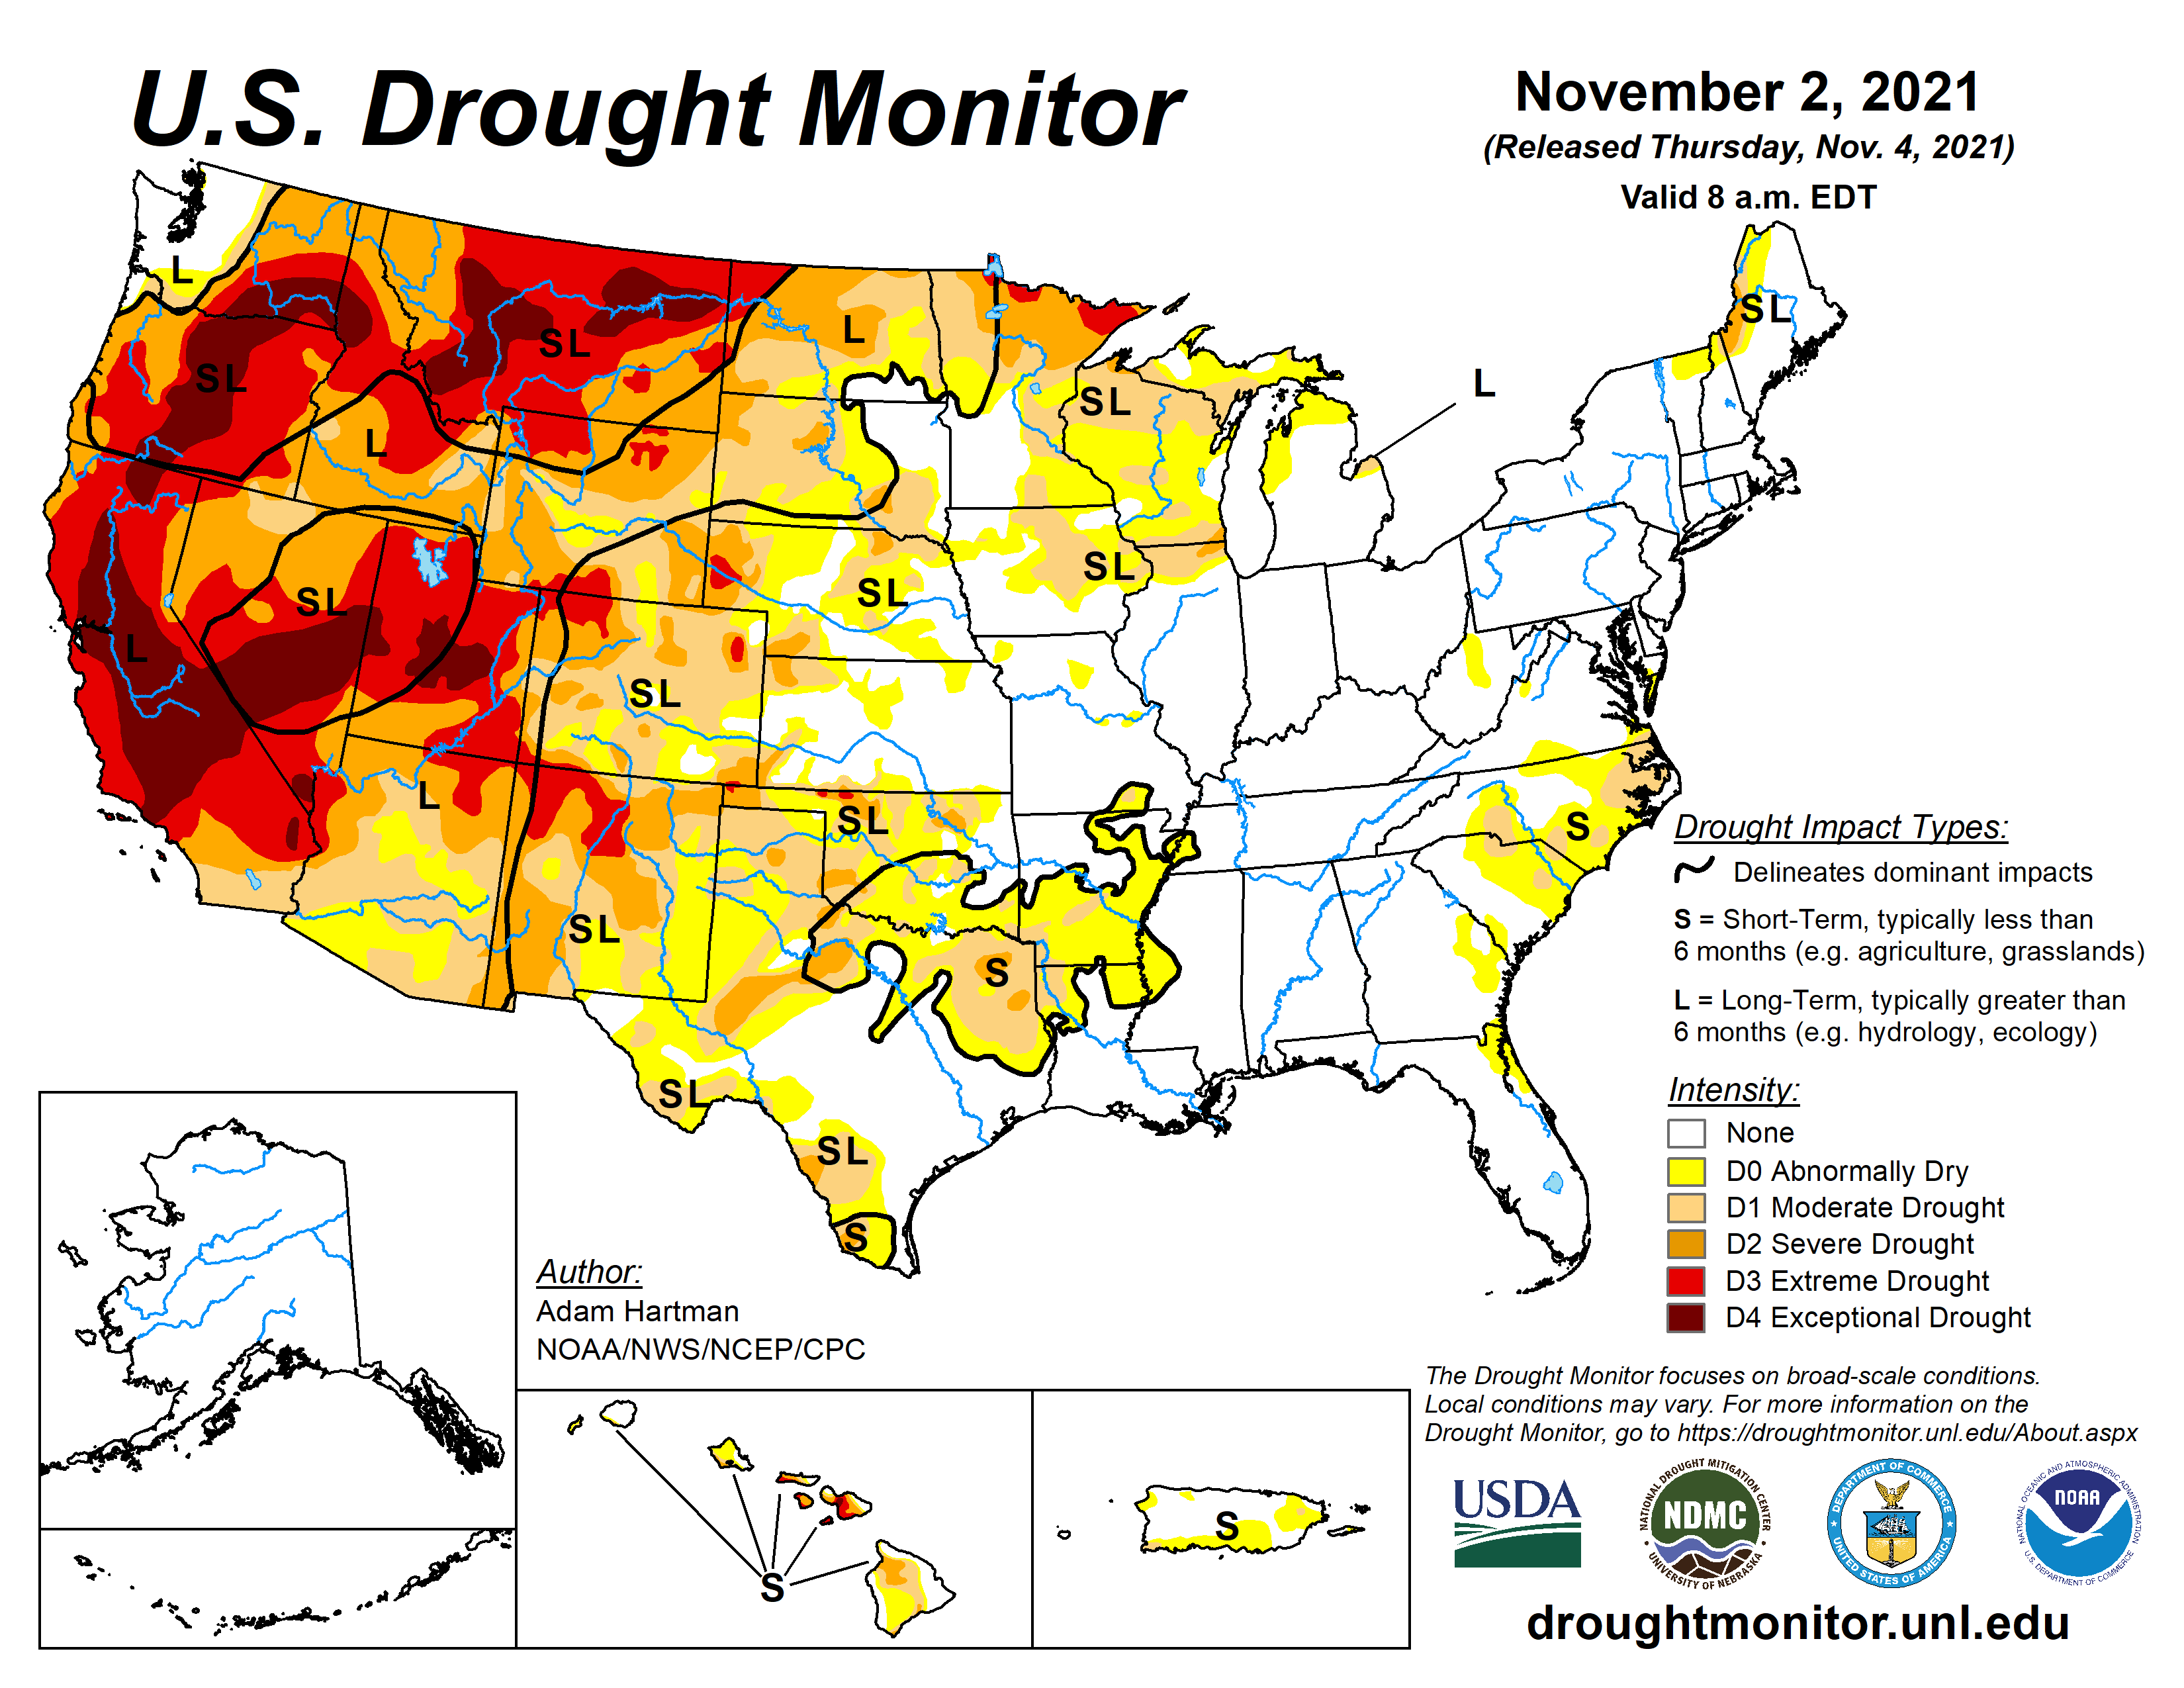 U.S. Drought Monitor
November 2, 2021
(Released Thursday, Nov. 4, 2021)
Valid 8 a.m. EDT
L
SL
SL
L
L
SL
L
SL
L
SL
SL
SL
SL
SL
L
SL
SL
S
SL
SL
S
S
L
SL
S
Drought Impact Types:
Delineates dominant impacts
S = Short-Term, typically less than
6 months (e.g. agriculture, grasslands)
L = Long-Term, typically greater than
6 months (e.g. hydrology, ecology)
Intensity:
None
D0 Abnormally Dry
D1 Moderate Drought
D2 Severe Drought
D3 Extreme Drought
D4 Exceptional Drought
Author:
Adam Hartman
NOAA/NWS/NCEP/CPC
S
S
The Drought Monitor focuses on broad-scale conditions.
Local conditions may vary. For more information on the
Drought Monitor, go to https://droughtmonitor.unl.edu/About.aspx
USDA
NATIONAL DROUGHT MITIGATION CENTER
NDMC
UNIVERSITY OF NEBRASKA
DEPARTMENT OF COMMERCE
UNITED STATES OF AMERICA
NATIONAL OCEANIC AND ATMOSPHERIC ADMINISTRATION
NOAA
U.S. DEPARTMENT OF COMMERCE
droughtmonitor.unl.edu